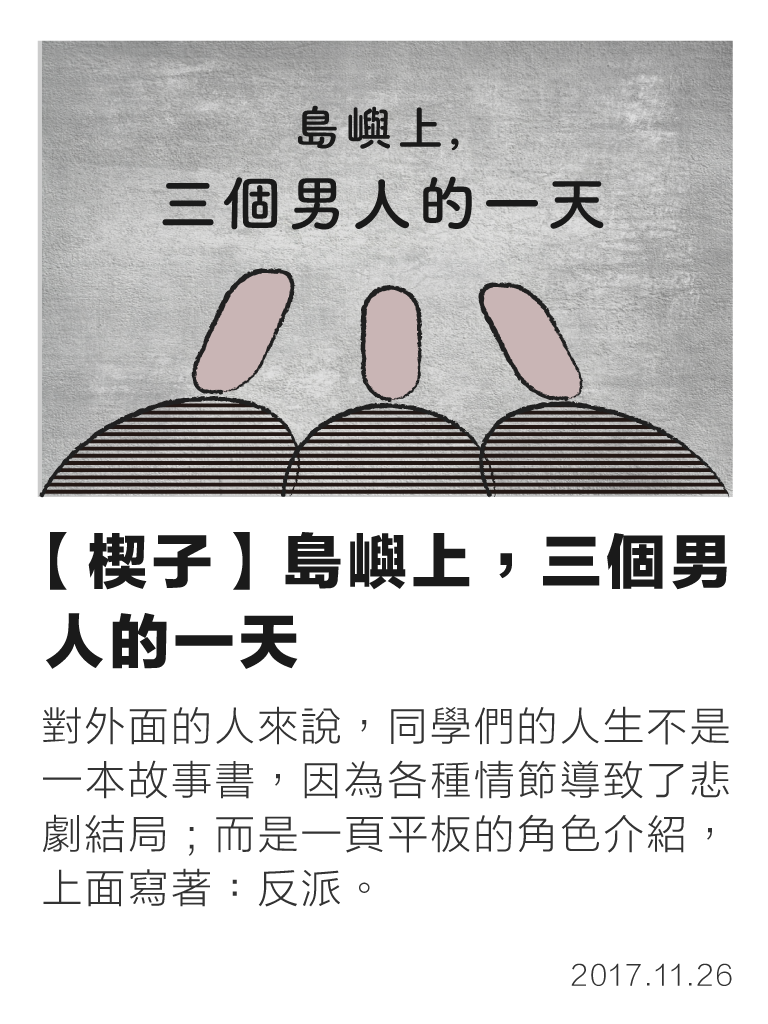 島嶼上,
三個男人的一天
【楔子】島嶼上，三個男
人的一天
對外面的人來說，同學們的人生不是
一本故事書，因為各種情節導致了悲
劇結局；而是一頁平板的角色介紹，
上面寫著：反派。
2017.11.26